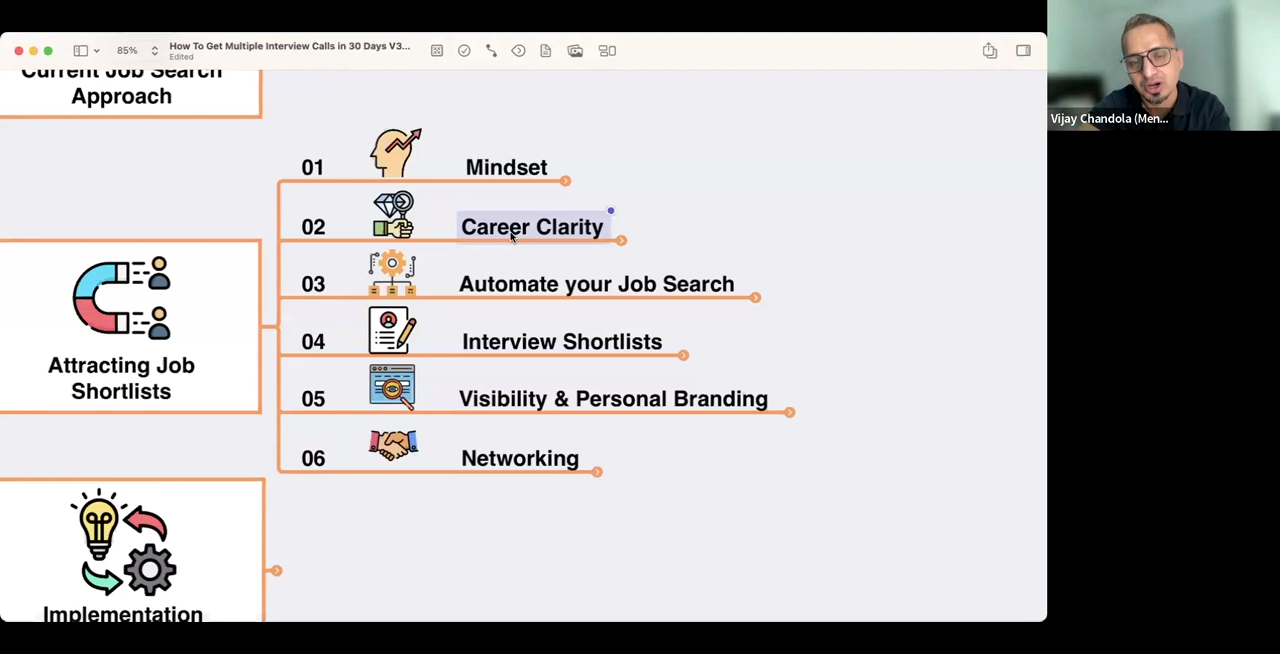 85%
How To Get Multiple Interview Calls in 30 Days V3...
Edited
Vijay Chandola (Men...
Current Job Search
Approach
01 Mindset
02 Career Clarity
03 Automate your Job Search
04 Interview Shortlists
05 Visibility & Personal Branding
06 Networking
Attracting Job
Shortlists
Implementation